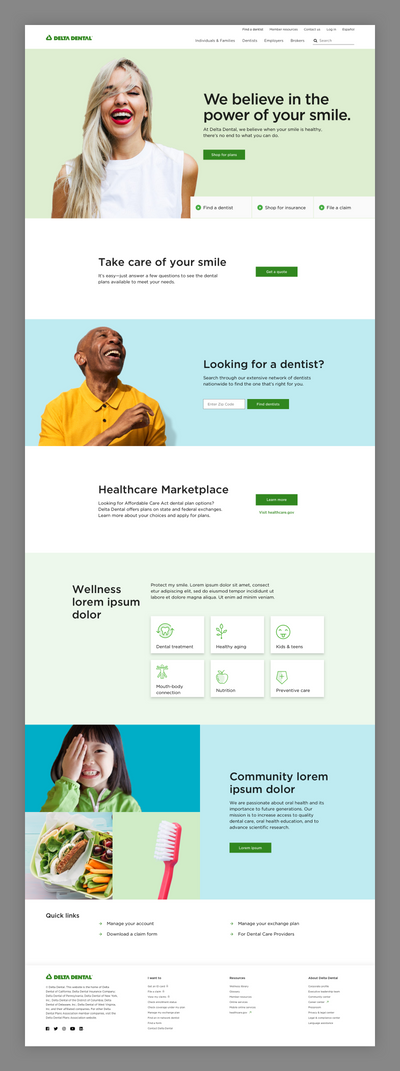 Find a dentist Member resources Contact us Log in Español
DELTA DENTAL
Individuals & Families Dentists Employers Brokers Search
We believe in the
power of your smile.
At Delta Dental, we believe when your smile is healthy,
there's no end to what you can do.
Shop for plans
Find a dentist Shop for insurance File a claim
Take care of your smile
It's easy—just answer a few questions to see the dental
plans available to meet your needs.
Get a quote
Looking for a dentist?
Search through our extensive network of dentists
nationwide to find the one that's right for you.
Enter Zip Code Find dentists
Healthcare Marketplace
Looking for Affordable Care Act dental plan options?
Delta Dental offers plans on state and federal exchanges.
Learn more about your choices and apply for plans.
Learn more
Visit healthcare.gov
Wellness
lorem ipsum
dolor
Protect my smile. Lorem ipsum dolor sit amet, consect
etur adipiscing elit, sed do eiusmod tempor incididunt ut
labore et dolore magna aliqua. Ut enim ad minim veniam.
Dental treatment Healthy aging Kids & teens
Mouth-body
connection
Nutrition Preventive care
Community lorem
ipsum dolor
We are passionate about oral health and its
importance to future generations. Our
mission is to increase access to quality
dental care, oral health education, and to
advance scientific research.
Lorem ipsum
Quick links
Manage your account Manage your exchange plan
Download a claim form For Dental Care Providers
DELTA DENTAL
I want to Resources About Delta Dental